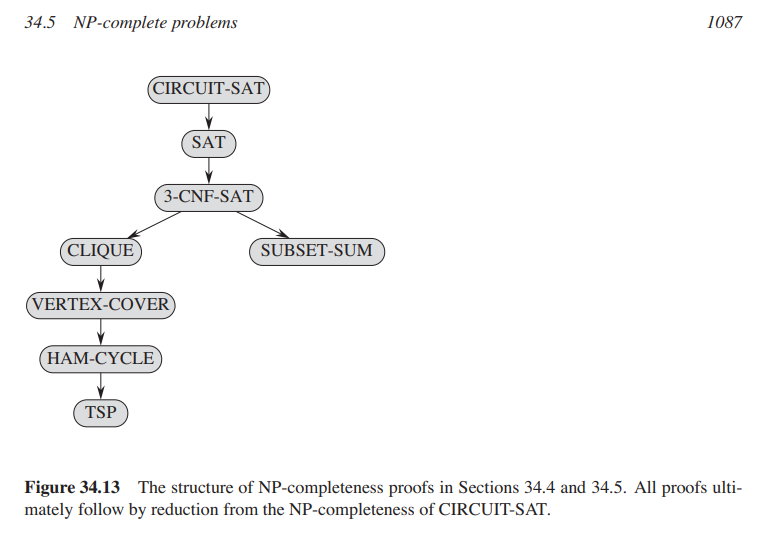 34.5 NP-complete problems 1087
CIRCUIT-SAT
SAT
3-CNF-SAT
CLIQUE SUBSET-SUM
VERTEX-COVER
HAM-CYCLE
TSP
Figure 34.13 The structure of NP-completeness proofs in Sections 34.4 and 34.5. All proofs ulti-
mately follow by reduction from the NP-completeness of CIRCUIT-SAT.